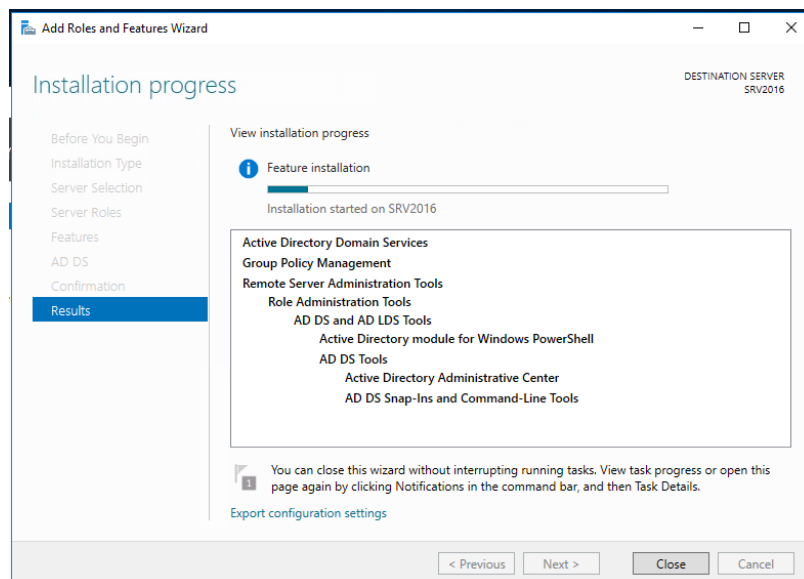 Add Roles and Features Wizard
Installation progress
DESTINATION SERVER
SRV2016
Before You Begin
Installation Type
Server Selection
Server Roles
Features
AD DS
Confirmation
Results
View installation progress
Feature installation
Installation started on SRV2016
Active Directory Domain Services
Group Policy Management
Remote Server Administration Tools
Role Administration Tools
AD DS and AD LDS Tools
Active Directory module for Windows PowerShell
AD DS Tools
Active Directory Administrative Center
AD DS Snap-Ins and Command-Line Tools
1
You can close this wizard without interrupting running tasks. View task progress or open this
page again by clicking Notifications in the command bar, and then Task Details.
Export configuration settings
< Previous
Next >
Close
Cancel